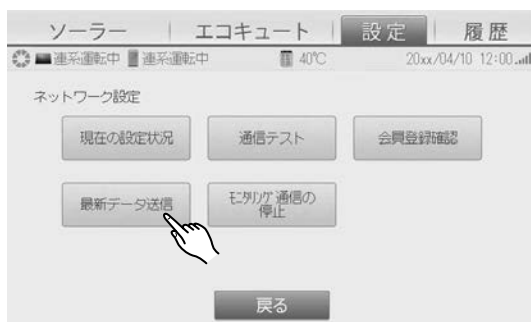 ソーラー エコキュート 設定 履歴
連系運転中 連系運転中 40℃ 20xx/04/10 12:00
ネットワーク設定
現在の設定状況 通信テスト 会員登録確認
最新データ送信 ﾓﾆﾀﾘﾝｸﾞ通信の
停止
戻る